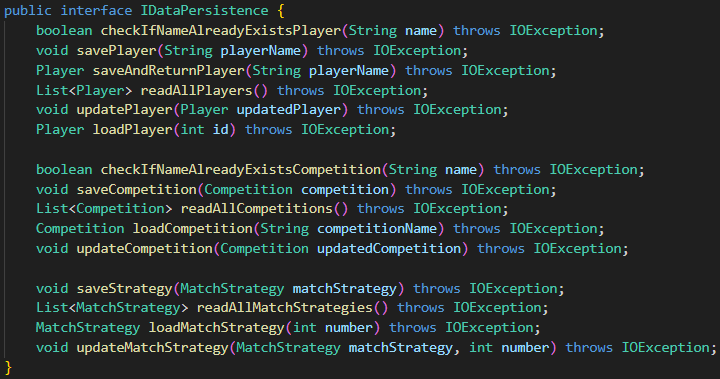 public interface IDataPersistence {
    boolean checkIfNameAlreadyExistsPlayer(String name) throws IOException;
    void savePlayer(String playerName) throws IOException;
    Player saveAndReturnPlayer(String playerName) throws IOException;
    List<Player> readAllPlayers() throws IOException;
    void updatePlayer(Player updatedPlayer) throws IOException;
    Player loadPlayer(int id) throws IOException;

    boolean checkIfNameAlreadyExistsCompetition(String name) throws IOException;
    void saveCompetition(Competition competition) throws IOException;
    List<Competition> readAllCompetitions() throws IOException;
    Competition loadCompetition(String competitionName) throws IOException;
    void updateCompetition(Competition updatedCompetition) throws IOException;

    void saveStrategy(MatchStrategy matchStrategy) throws IOException;
    List<MatchStrategy> readAllMatchStrategies() throws IOException;
    MatchStrategy loadMatchStrategy(int number) throws IOException;
    void updateMatchStrategy(MatchStrategy matchStrategy, int number) throws IOException;
}